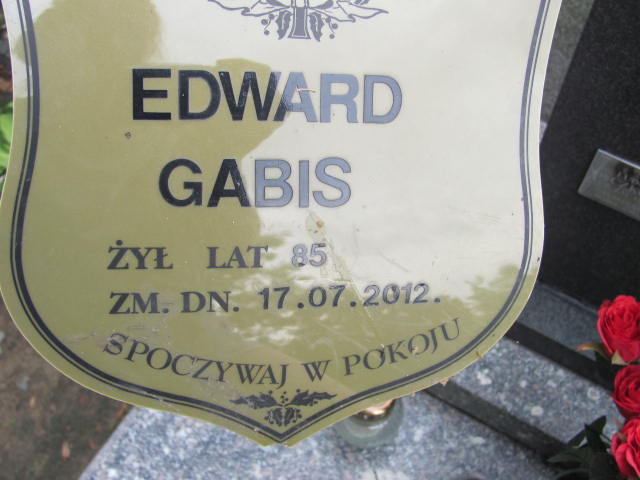 EDWARD
GABIS
ŻYŁ LAT 85
ZM. DN. 17.07.2012.
SPOCZYWAJ W POKOJU